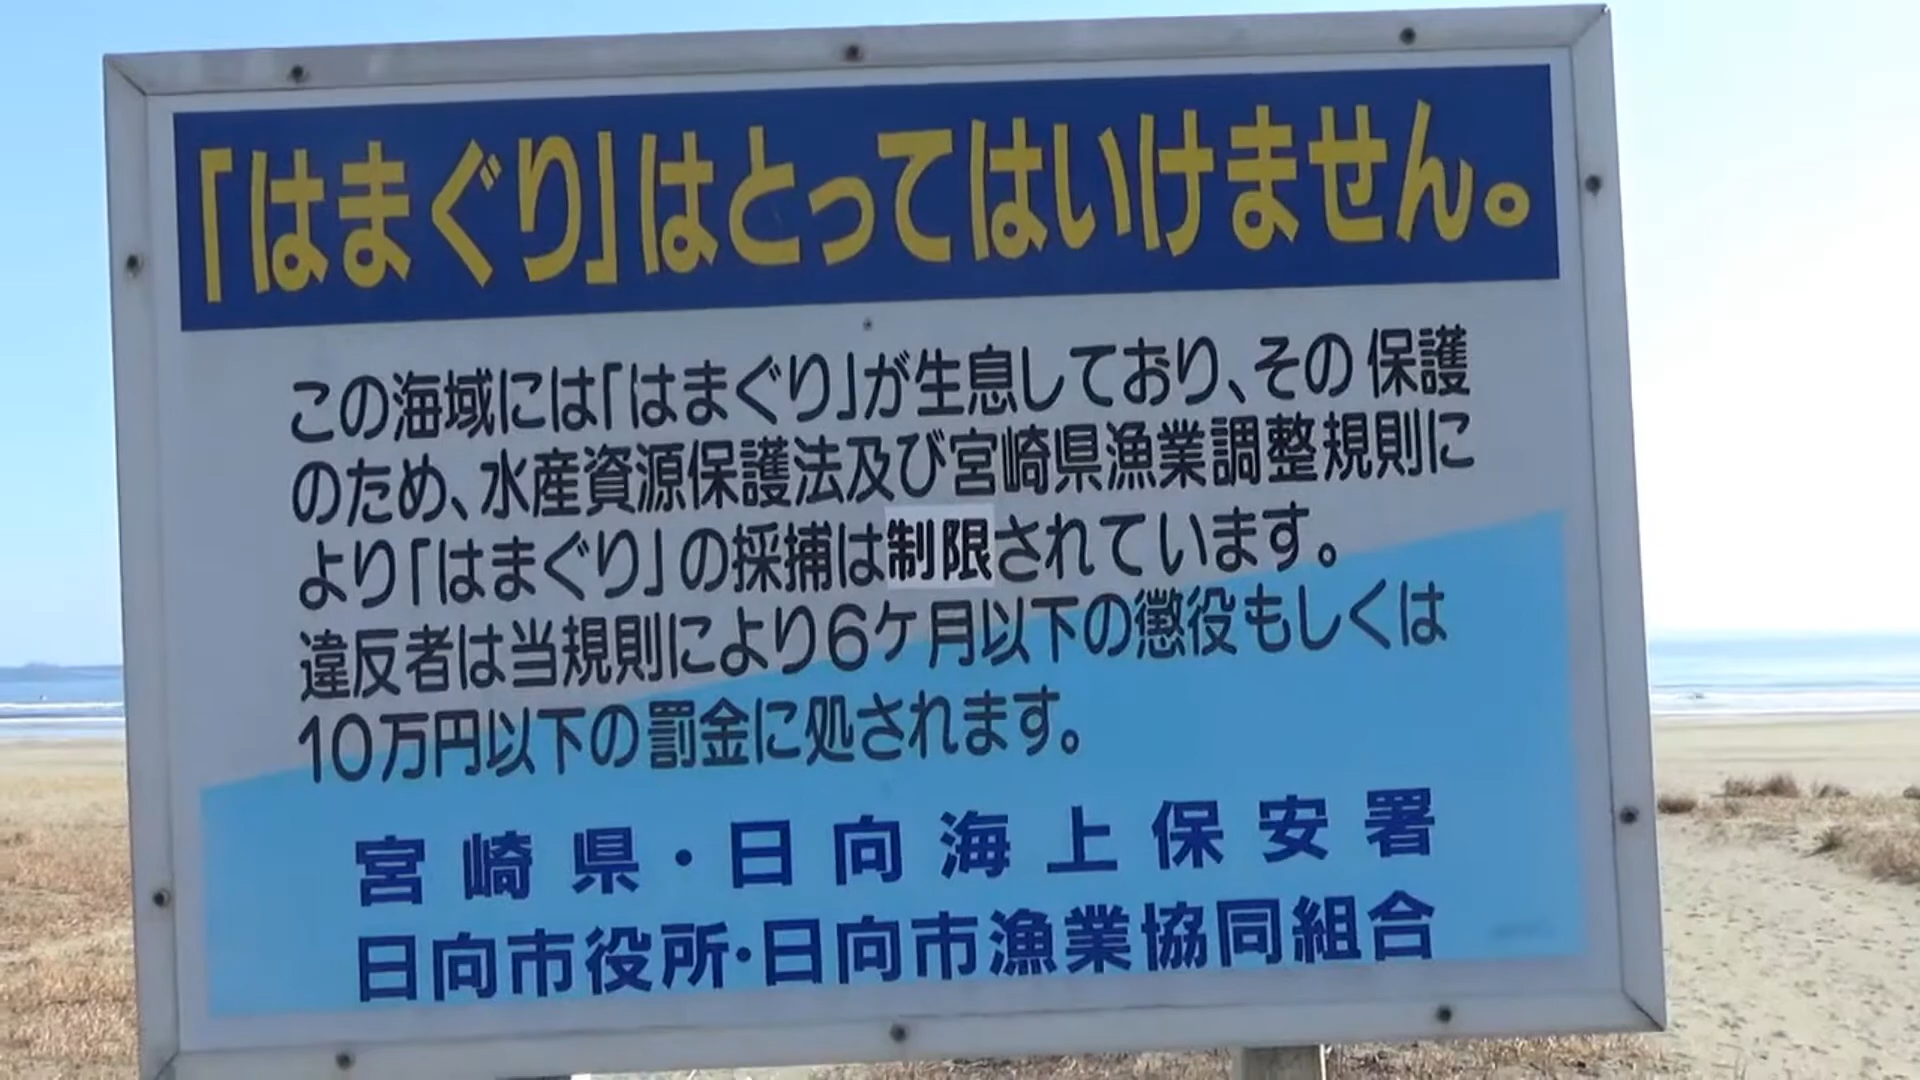 「はまぐり」はとってはいけません。
この海域には「はまぐり」が生息しており、その保護
のため、水産資源保護法及び宮崎県漁業調整規則に
より「はまぐり」の採捕は制限されています。
違反者は当規則により6ケ月以下の懲役もしくは
10万円以下の罰金に処されます。
宮崎県・日向海上保安署
日向市役所・日向市漁業協同組合